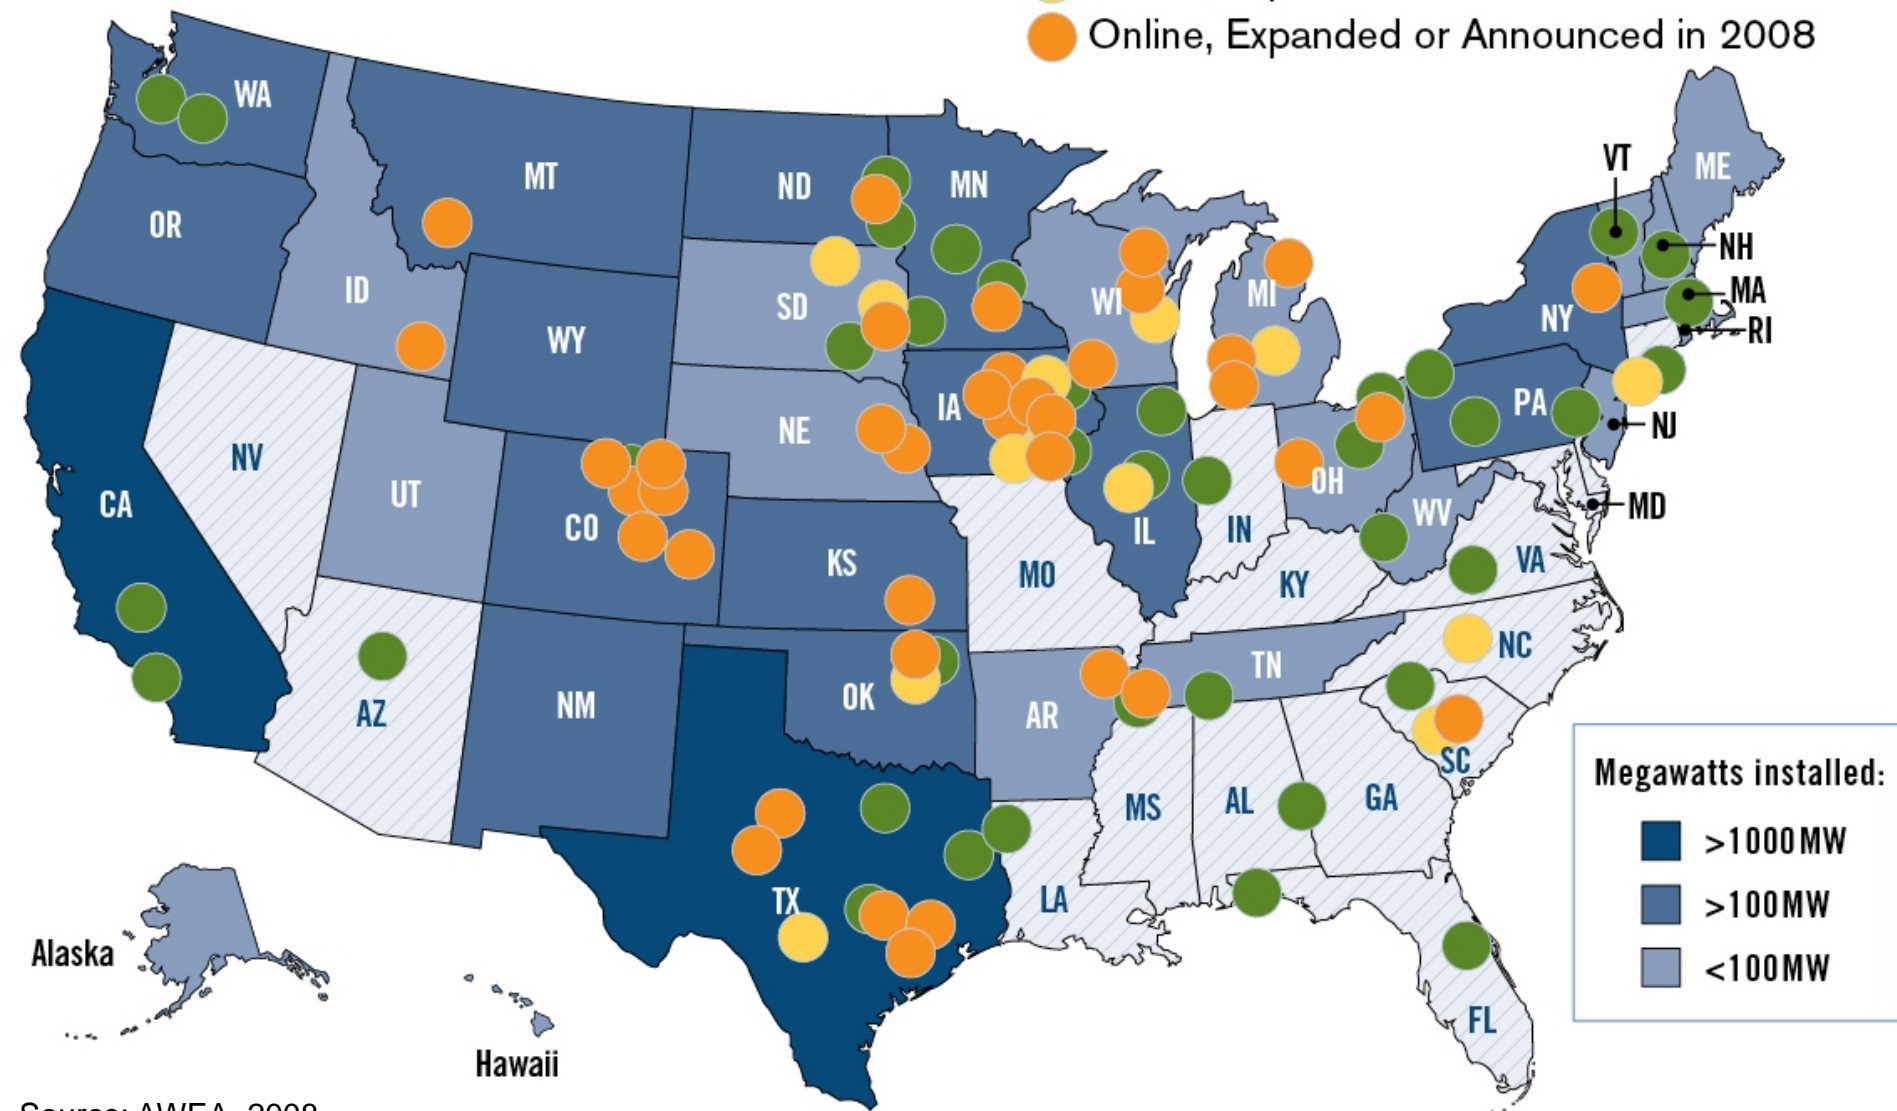 Online, Expanded or Announced in 2008
WA
MT
ND
MN
VT
ME
OR
NH
ID
SD
WI
MI
MA
NY
RI
WY
IA
PA
NE
NJ
NV
UT
CO
OH
CA
WV
MD
IL
IN
KS
MO
KY
VA
NC
TN
OK
AZ
NM
AR
SC
MS
AL
GA
TX
LA
FL
Alaska
Hawaii
Megawatts installed:
>1000MW
>100MW
<100MW
Source: AWEA, 2008